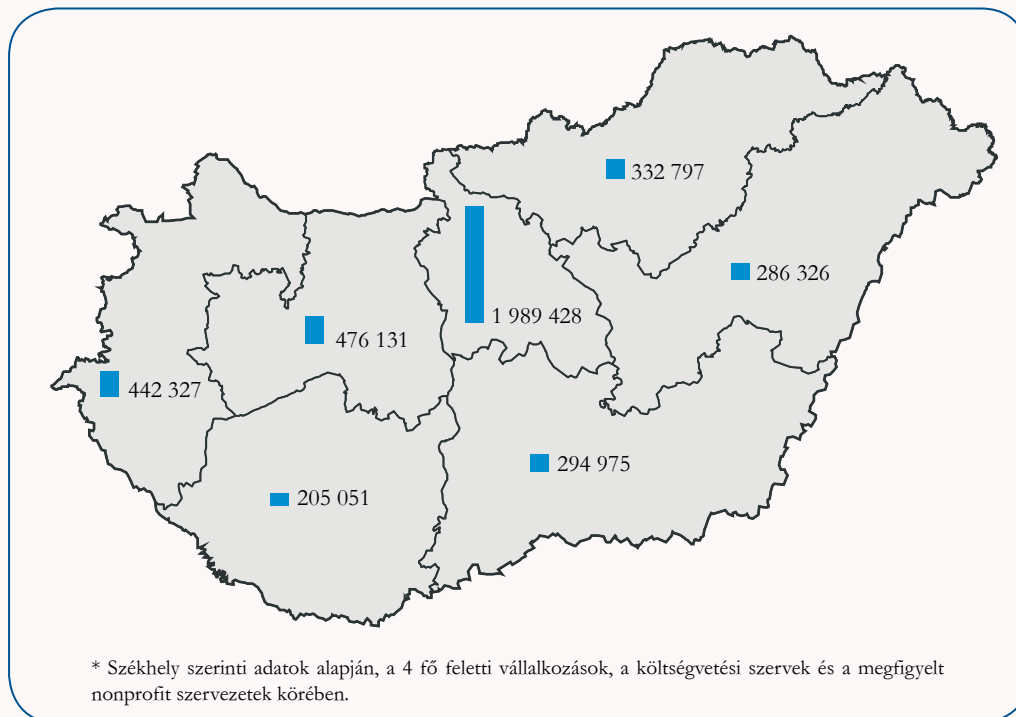 332 797
286 326
1 989 428
476 131
442 327
294 975
205 051
* Székhely szerinti adatok alapján, a 4 fő feletti vállalkozások, a költségvetési szervek és a megfigyelt
nonprofit szervezetek körében.